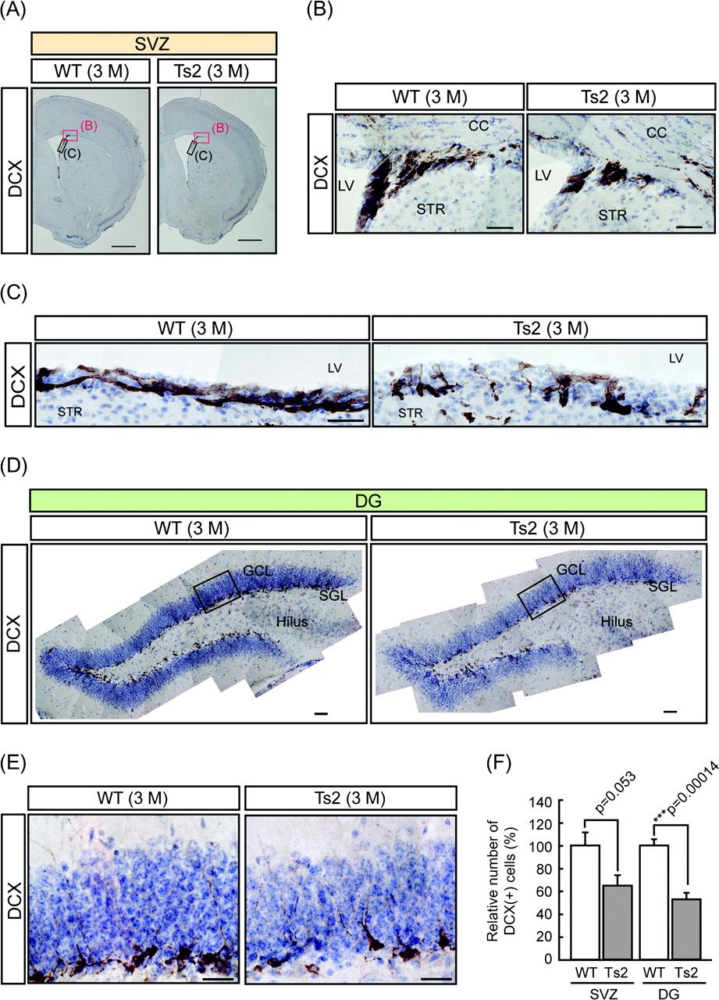 (A)
SVZ
WT (3 M)
Ts2 (3 M)
DCX
(B)
(C)
(B)
(C)
(B)
WT (3 M)
Ts2 (3 M)
DCX
CC
LV
STR
CC
LV
STR
(C)
WT (3 M)
Ts2 (3 M)
DCX
LV
STR
LV
STR
(D)
DG
WT (3 M)
Ts2 (3 M)
DCX
GCL
SGL
Hilus
GCL
SGL
Hilus
(E)
WT (3 M)
Ts2 (3 M)
DCX
(F)
p=0.053
***p=0.00014
Relative number of
DCX(+) cells (%)
140
120
100
80
60
40
20
0
WT Ts2 WT Ts2
SVZ DG